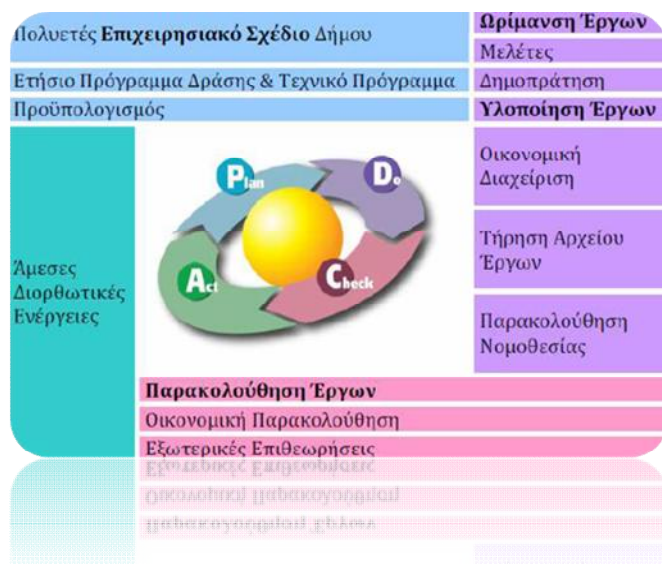 Πολυετές Επιχειρησιακό Σχέδιο Δήμου
Ετήσιο Πρόγραμμα Δράσης & Τεχνικό Πρόγραμμα
Προϋπολογισμός
Ωρίμανση Έργων
Μελέτες
Δημοπράτηση
Υλοποίηση Έργων
Οικονομική
Διαχείριση
Τήρηση Αρχείου
Έργων
Παρακολούθηση
Νομοθεσίας
Plan
Do
Check
Act
Άμεσες
Διορθωτικές
Ενέργειες
Παρακολούθηση Έργων
Οικονομική Παρακολούθηση
Εξωτερικές Επιθεωρήσεις